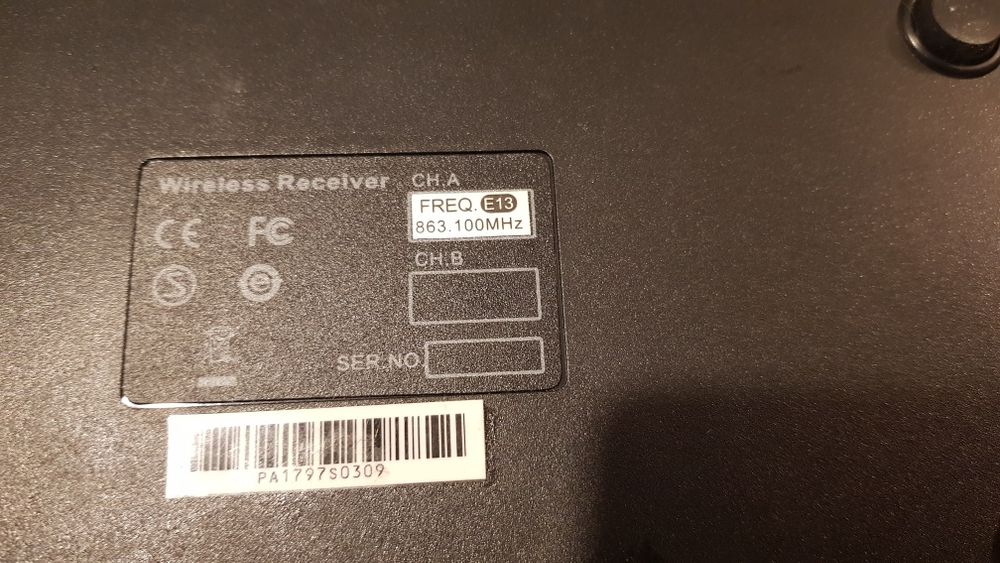 Wireless Receiver
CE FC
CH.A
FREQ. E13
863.100MHz
CH.B
SER.NO.
PA1797S0309